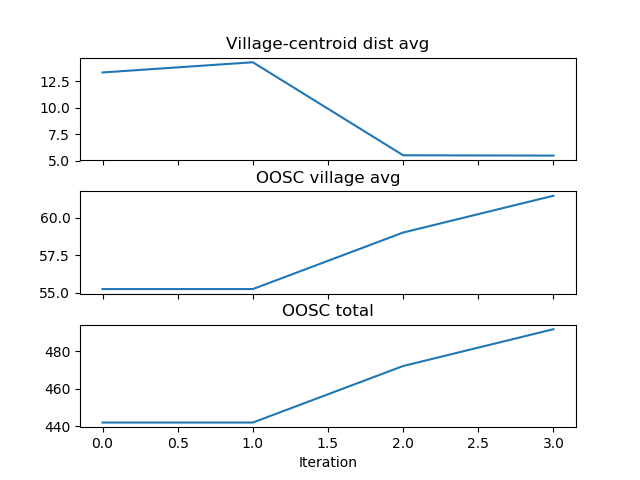 Village-centroid dist avg
12.5
10.0
7.5
5.0
OOSC village avg
60.0
57.5
55.0
OOSC total
480
460
440
0.0 0.5 1.0 1.5 2.0 2.5 3.0
Iteration